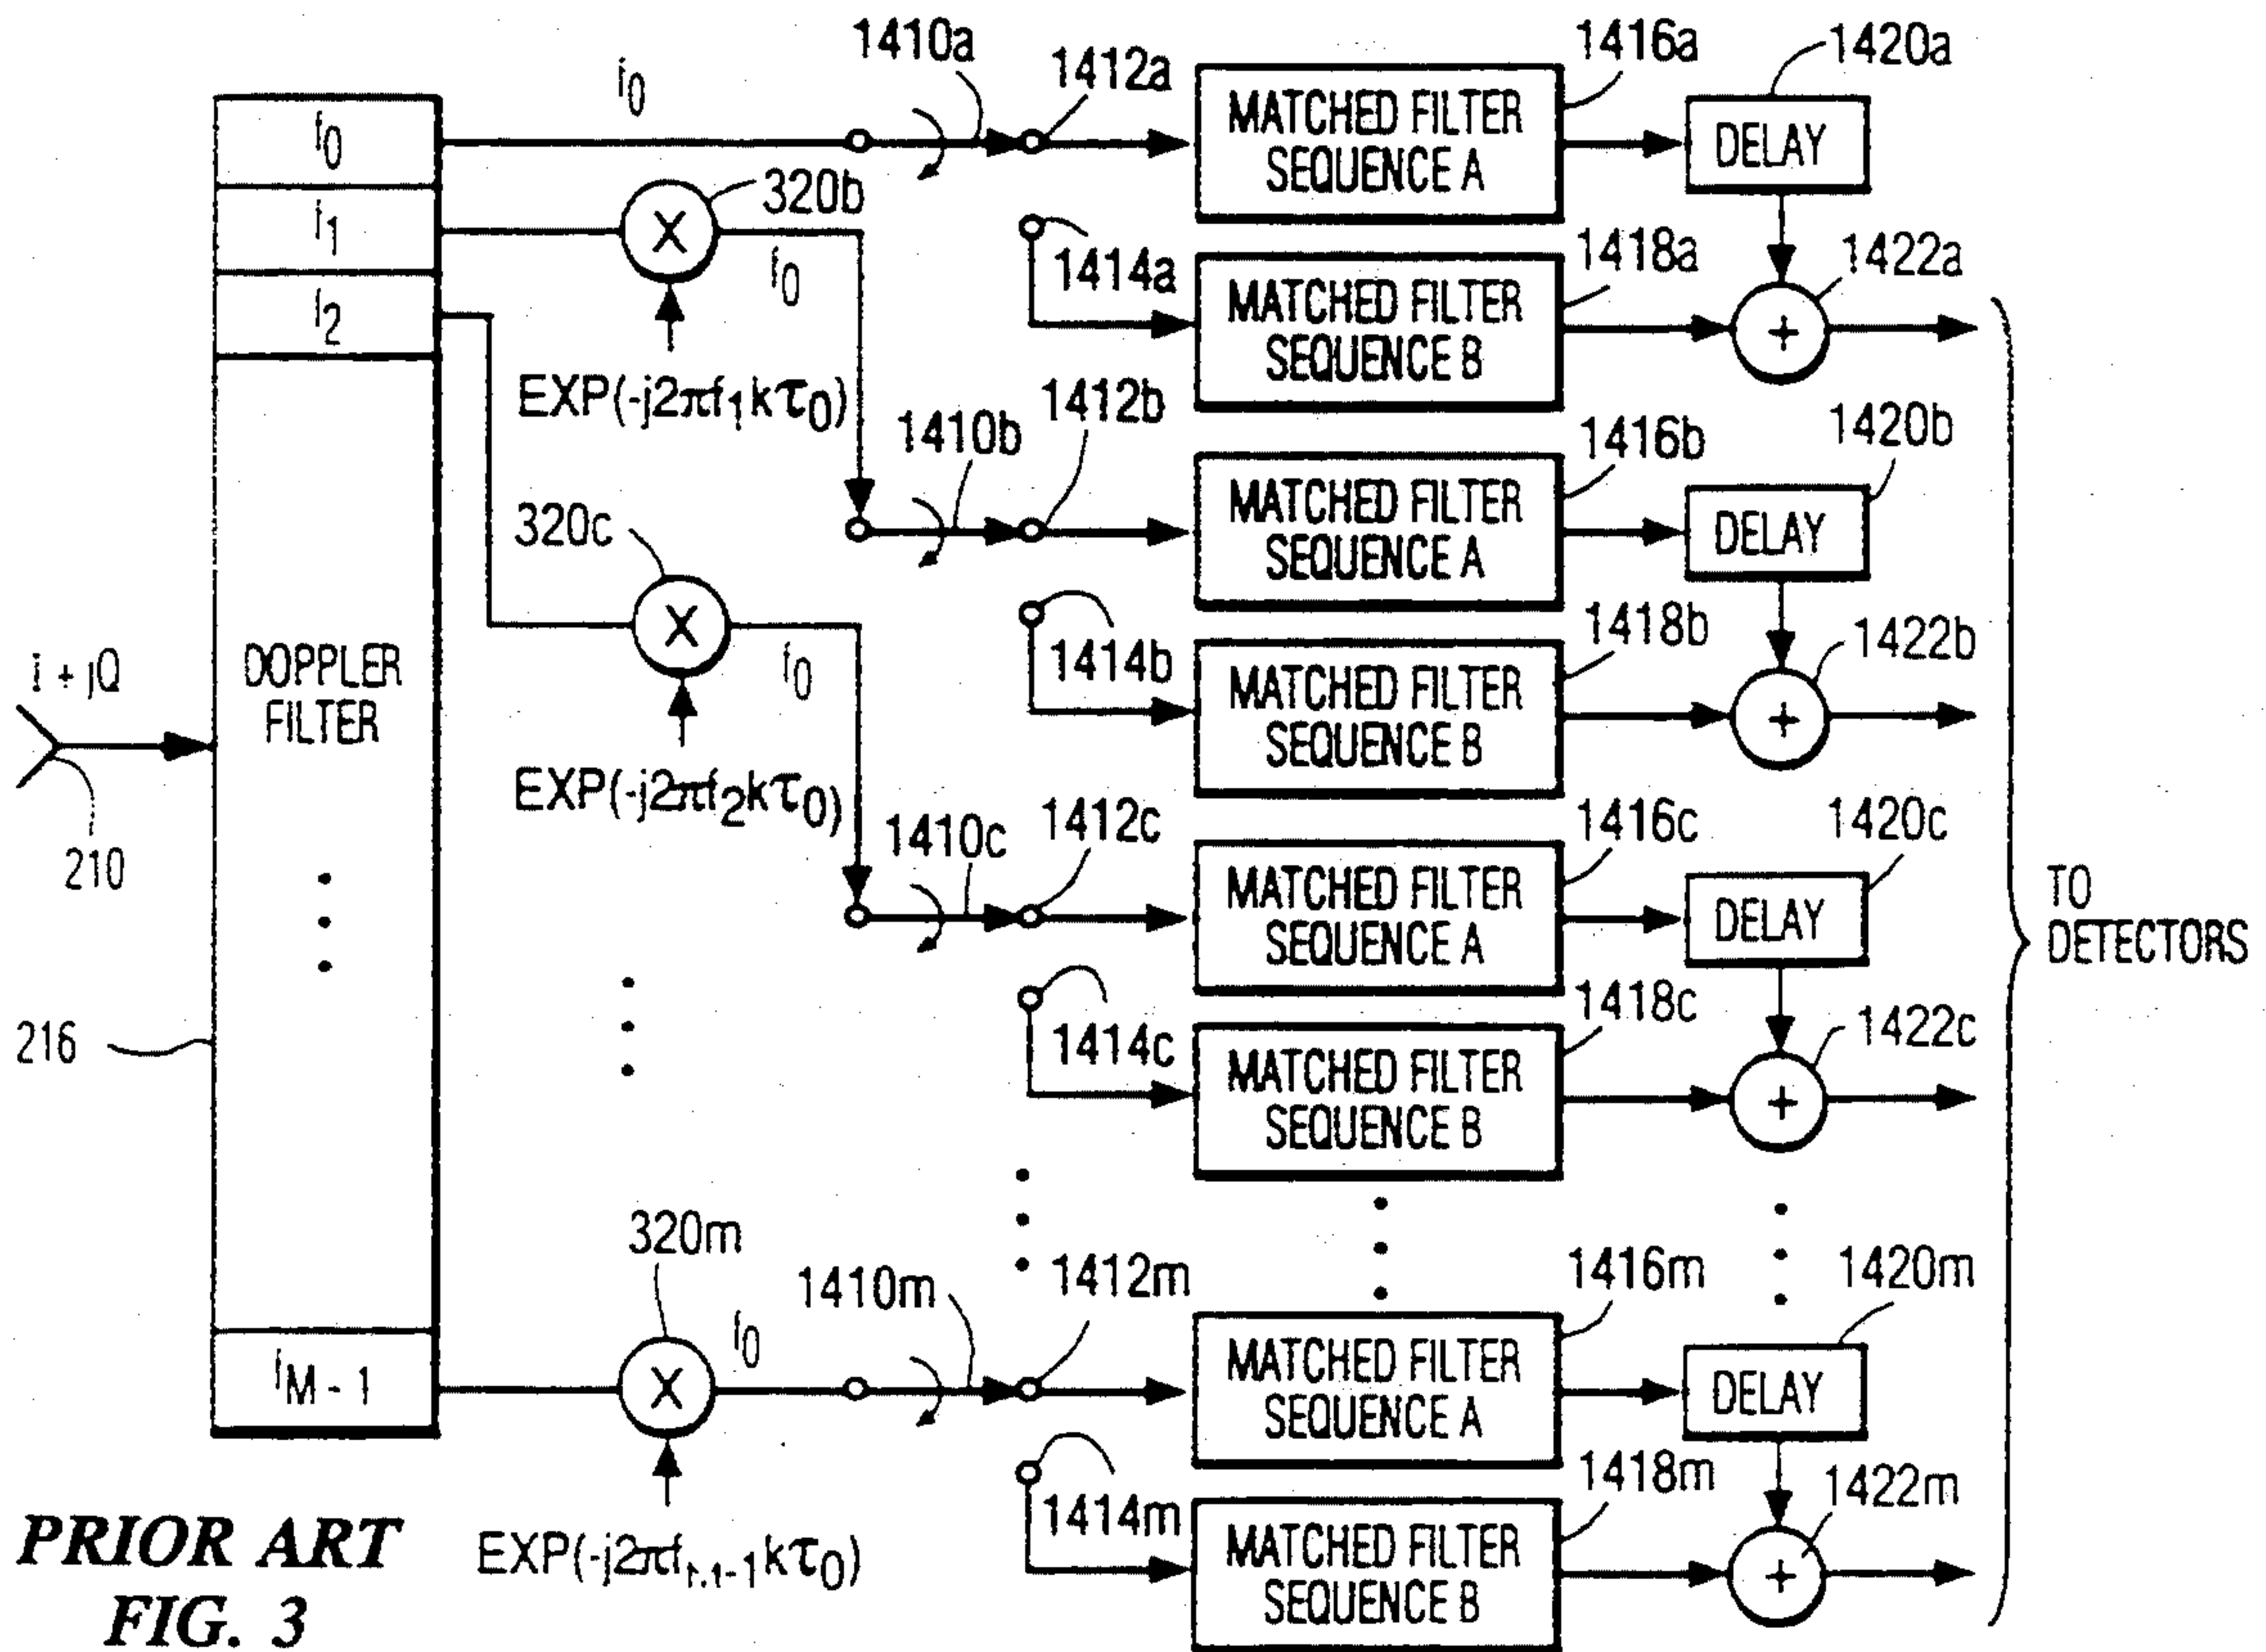 1410a
1412a
1416a
1420a
f0
f0
MATCHED FILTER
SEQUENCE A
DELAY
f1
320b
f0
1414a
1418a
1422a
f2
MATCHED FILTER
SEQUENCE B
EXP(-j2πf1kτ0)
1410b
1412b
1416b
1420b
MATCHED FILTER
SEQUENCE A
DELAY
320c
f0
1414b
1418b
1422b
I + jQ
DOPPLER
FILTER
MATCHED FILTER
SEQUENCE B
210
EXP(-j2πf2kτ0)
1410c
1412c
1416c
1420c
MATCHED FILTER
SEQUENCE A
DELAY
TO
DETECTORS
216
1414c
1418c
1422c
MATCHED FILTER
SEQUENCE B
320m
f0
1410m
1412m
1416m
1420m
fM-1
MATCHED FILTER
SEQUENCE A
DELAY
1414m
1418m
1422m
EXP(-j2πfM-1kτ0)
MATCHED FILTER
SEQUENCE B
PRIOR ART
FIG. 3